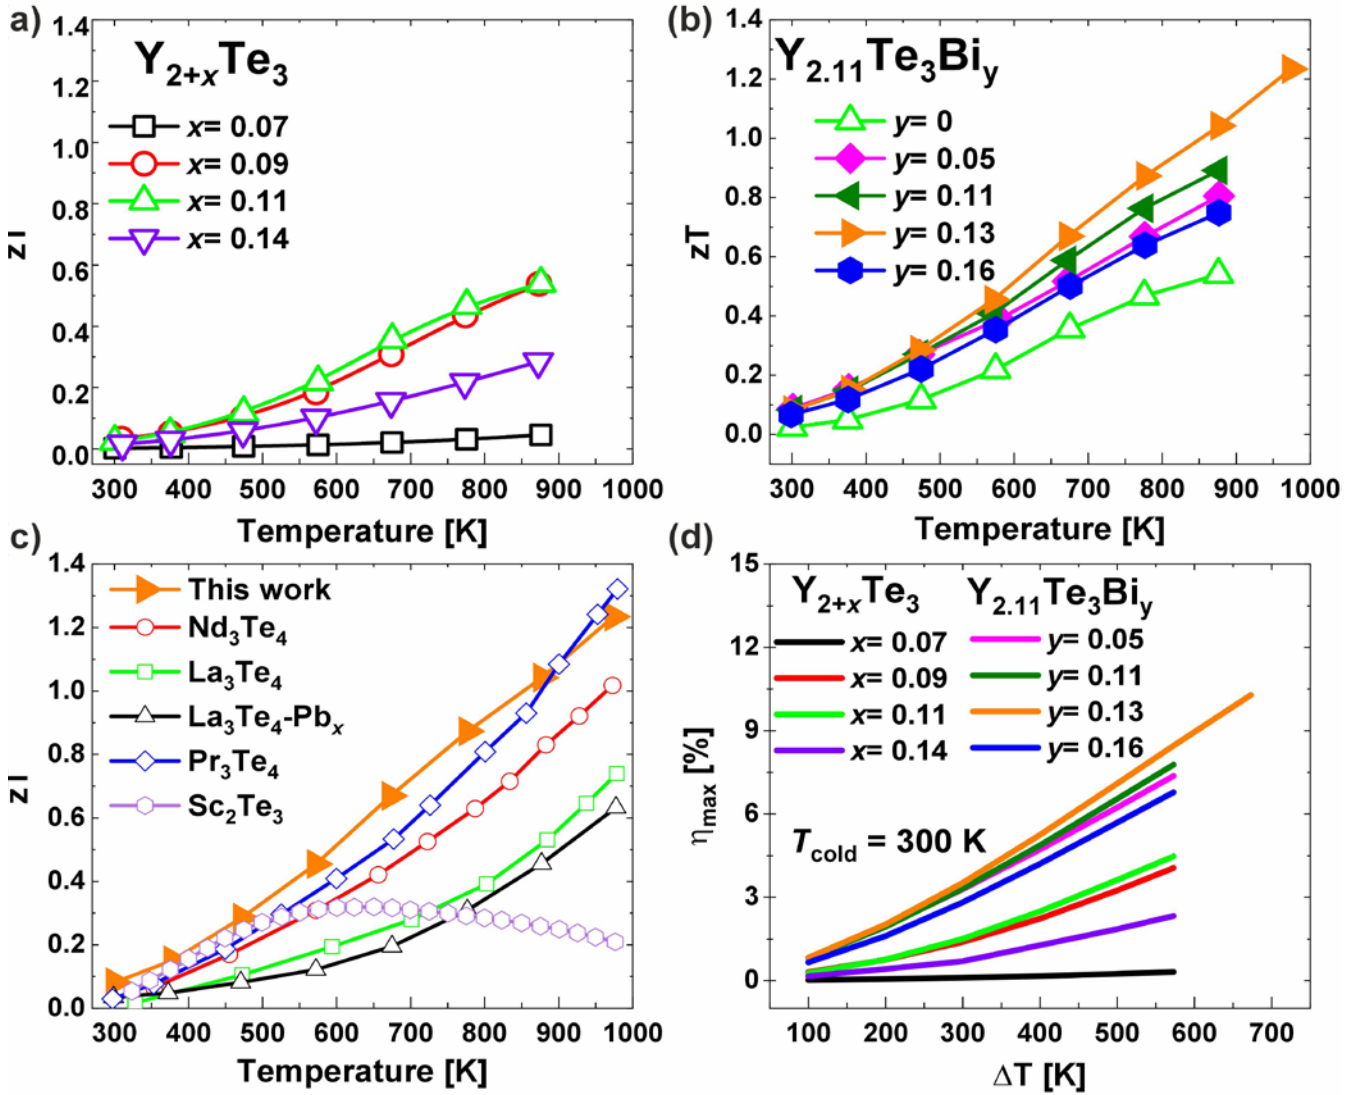 a)
Y2+xTe3
x= 0.07
x= 0.09
x= 0.11
x= 0.14
zT
1.4
1.2
1.0
0.8
0.6
0.4
0.2
0.0
300 400 500 600 700 800 900 1000
Temperature [K]
(b)
Y2.11Te3Biy
y= 0
y= 0.05
y= 0.11
y= 0.13
y= 0.16
zT
1.4
1.2
1.0
0.8
0.6
0.4
0.2
0.0
300 400 500 600 700 800 900 1000
Temperature [K]
c)
This work
Nd3Te4
La3Te4
La3Te4-Pbx
Pr3Te4
Sc2Te3
zT
1.4
1.2
1.0
0.8
0.6
0.4
0.2
0.0
300 400 500 600 700 800 900 1000
Temperature [K]
(d)
Y2+xTe3 Y2.11Te3Biy
x= 0.07 y= 0.05
x= 0.09 y= 0.11
x= 0.11 y= 0.13
x= 0.14 y= 0.16
Tcold = 300 K
ηmax [%]
15
12
9
6
3
0
100 200 300 400 500 600 700
ΔT [K]